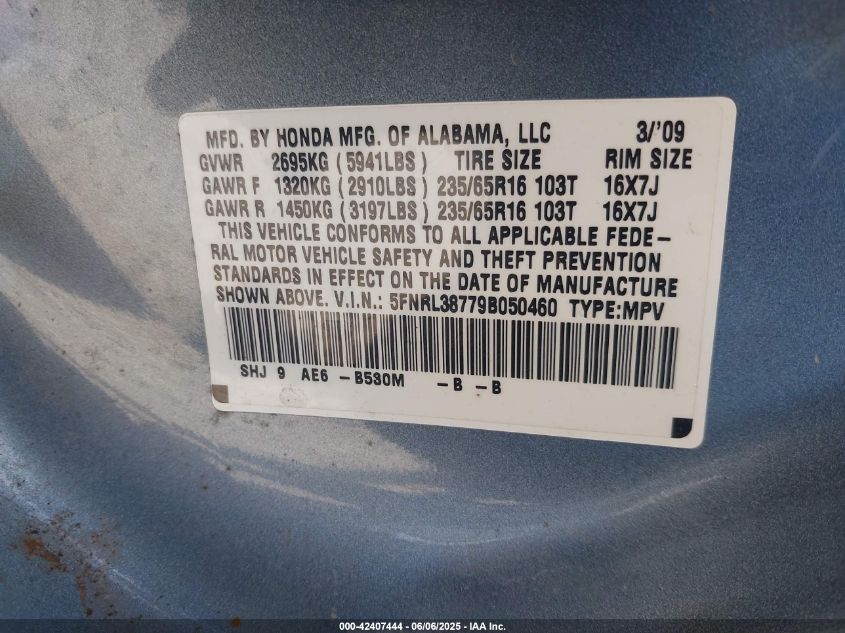 MFD. BY HONDA MFG. OF ALABAMA, LLC 3/'09
GVWR 2695KG (5941LBS) TIRE SIZE RIM SIZE
GAWR F 1320KG (2910LBS) 235/65R16 103T 16X7J
GAWR R 1450KG (3197LBS) 235/65R16 103T 16X7J
THIS VEHICLE CONFORMS TO ALL APPLICABLE FEDE-
RAL MOTOR VEHICLE SAFETY AND THEFT PREVENTION
STANDARDS IN EFFECT ON THE DATE OF MANUFACTURE
SHOWN ABOVE. V.I.N.: 5FNRL38779B050460 TYPE:MPV
SHJ 9 AE6 -B530M -B -B
000-42407444 - 06/06/2025 - IAA Inc.